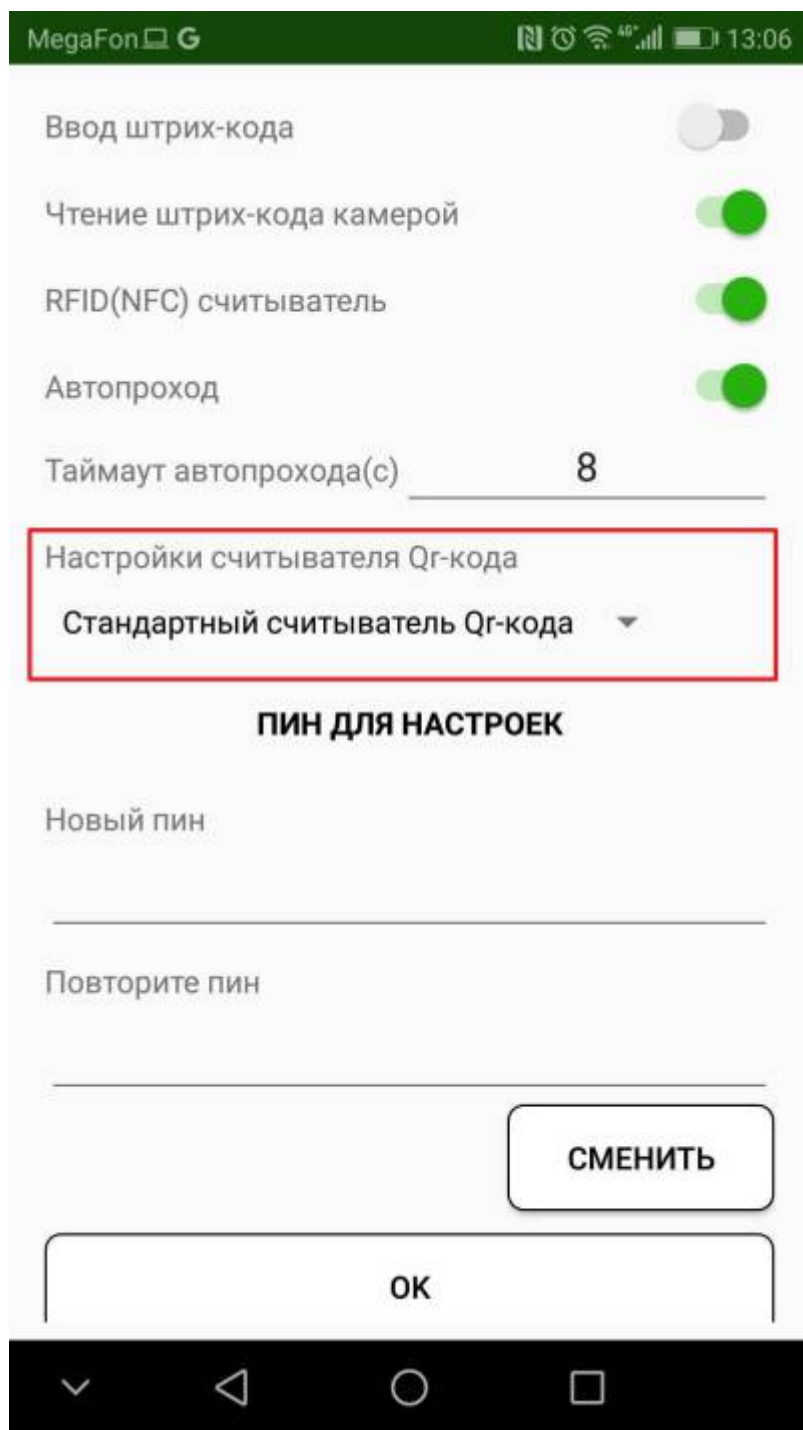 MegaFon G 13:06
Ввод штрих-кода
Чтение штрих-кода камерой
RFID(NFC) считыватель
Автопроход
Таймаут автопрохода(с) 8
Настройки считывателя Qr-кода
Стандартный считыватель Qr-кода
ПИН ДЛЯ НАСТРОЕК
Новый пин
Повторите пин
СМЕНИТЬ
ОК